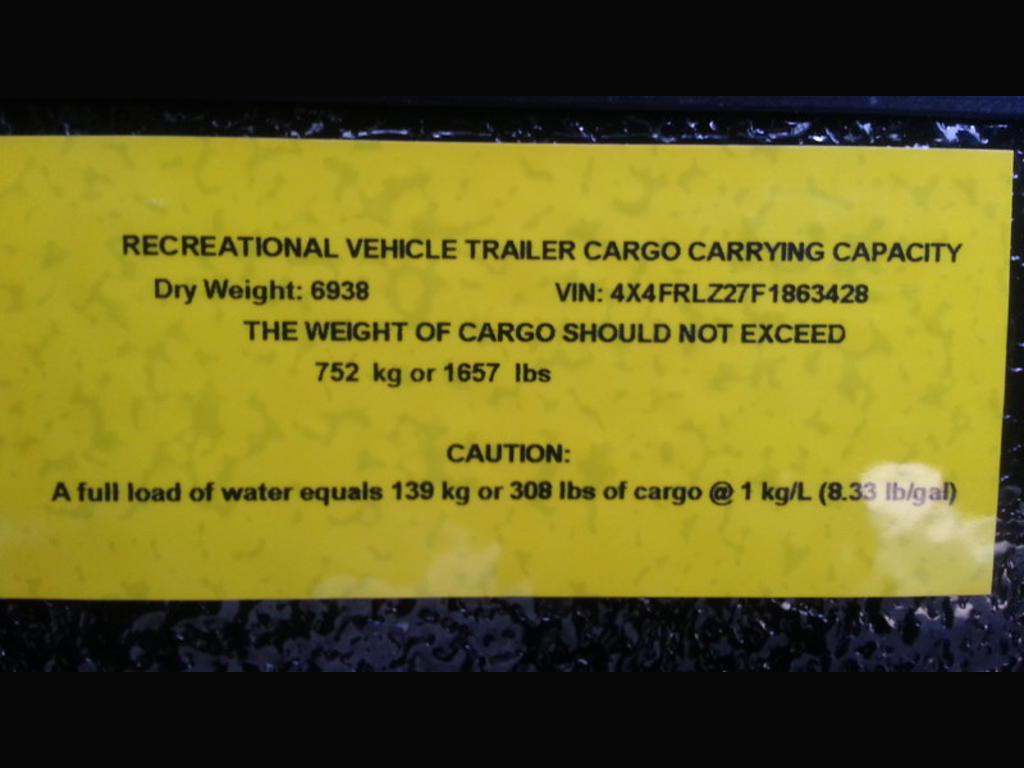 RECREATIONAL VEHICLE TRAILER CARGO CARRYING CAPACITY
Dry Weight: 6938 VIN: 4X4FRLZ27F1863428
THE WEIGHT OF CARGO SHOULD NOT EXCEED
752 kg or 1657 lbs
CAUTION:
A full load of water equals 139 kg or 308 lbs of cargo @ 1 kg/L (8.33 lb/gal)